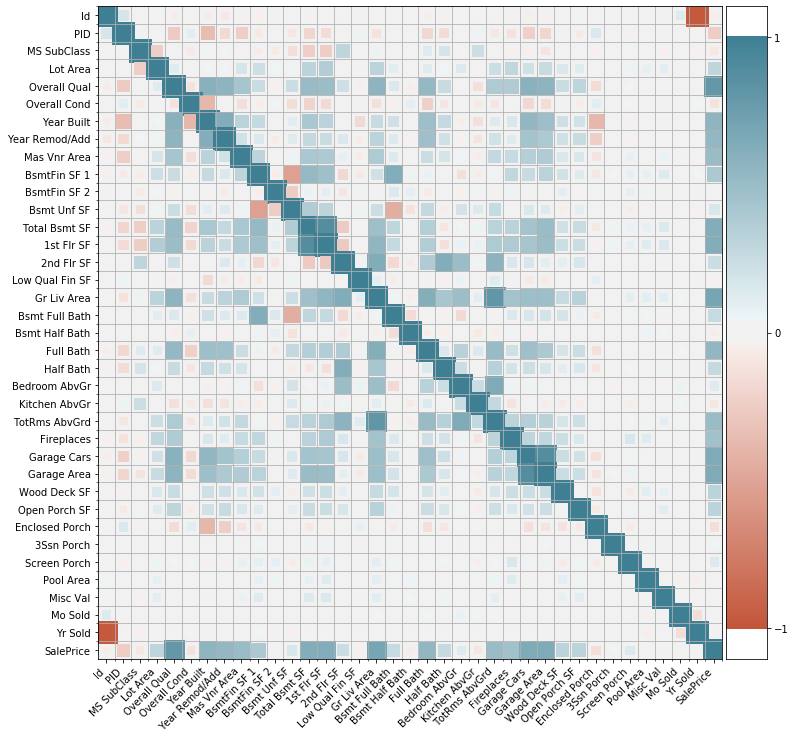 Id
PID
MS SubClass
Lot Area
Overall Qual
Overall Cond
Year Built
Year Remod/Add
Mas Vnr Area
BsmtFin SF 1
BsmtFin SF 2
Bsmt Unf SF
Total Bsmt SF
1st Flr SF
2nd Flr SF
Low Qual Fin SF
Gr Liv Area
Bsmt Full Bath
Bsmt Half Bath
Full Bath
Half Bath
Bedroom AbvGr
Kitchen AbvGr
TotRms AbvGrd
Fireplaces
Garage Cars
Garage Area
Wood Deck SF
Open Porch SF
Enclosed Porch
3Ssn Porch
Screen Porch
Pool Area
Misc Val
Mo Sold
Yr Sold
SalePrice
Id
PID
MS SubClass
Lot Area
Overall Qual
Overall Cond
Year Built
Year Remod/Add
Mas Vnr Area
BsmtFin SF 1
BsmtFin SF 2
Bsmt Unf SF
Total Bsmt SF
1st Flr SF
2nd Flr SF
Low Qual Fin SF
Gr Liv Area
Bsmt Full Bath
Bsmt Half Bath
Full Bath
Half Bath
Bedroom AbvGr
Kitchen AbvGr
TotRms AbvGrd
Fireplaces
Garage Cars
Garage Area
Wood Deck SF
Open Porch SF
Enclosed Porch
3Ssn Porch
Screen Porch
Pool Area
Misc Val
Mo Sold
Yr Sold
SalePrice
1
0
−1